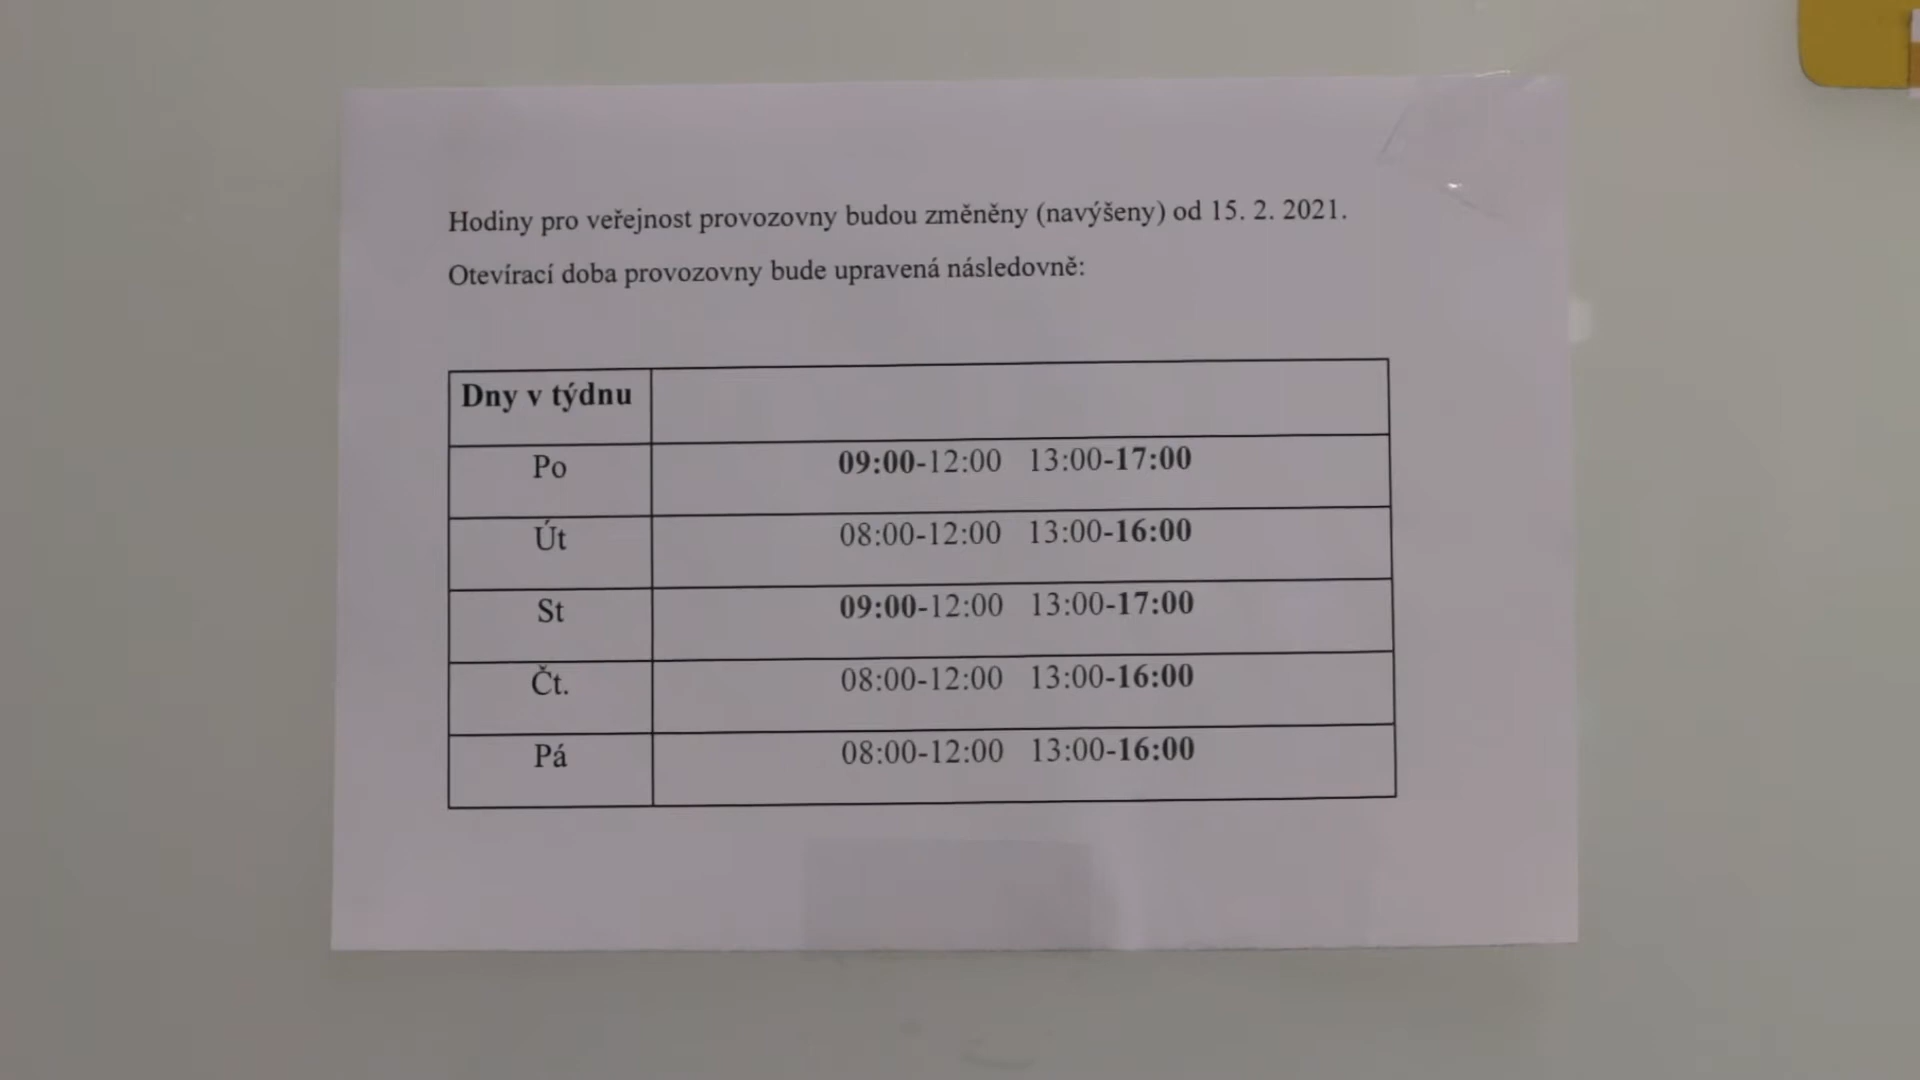 Hodiny pro veřejnost provozovny budou změněny (navýšeny) od 15. 2. 2021.
Otevírací doba provozovny bude upravená následovně:
Dny v týdnu
Po 09:00-12:00 13:00-17:00
Út 08:00-12:00 13:00-16:00
St 09:00-12:00 13:00-17:00
Čt. 08:00-12:00 13:00-16:00
Pá 08:00-12:00 13:00-16:00